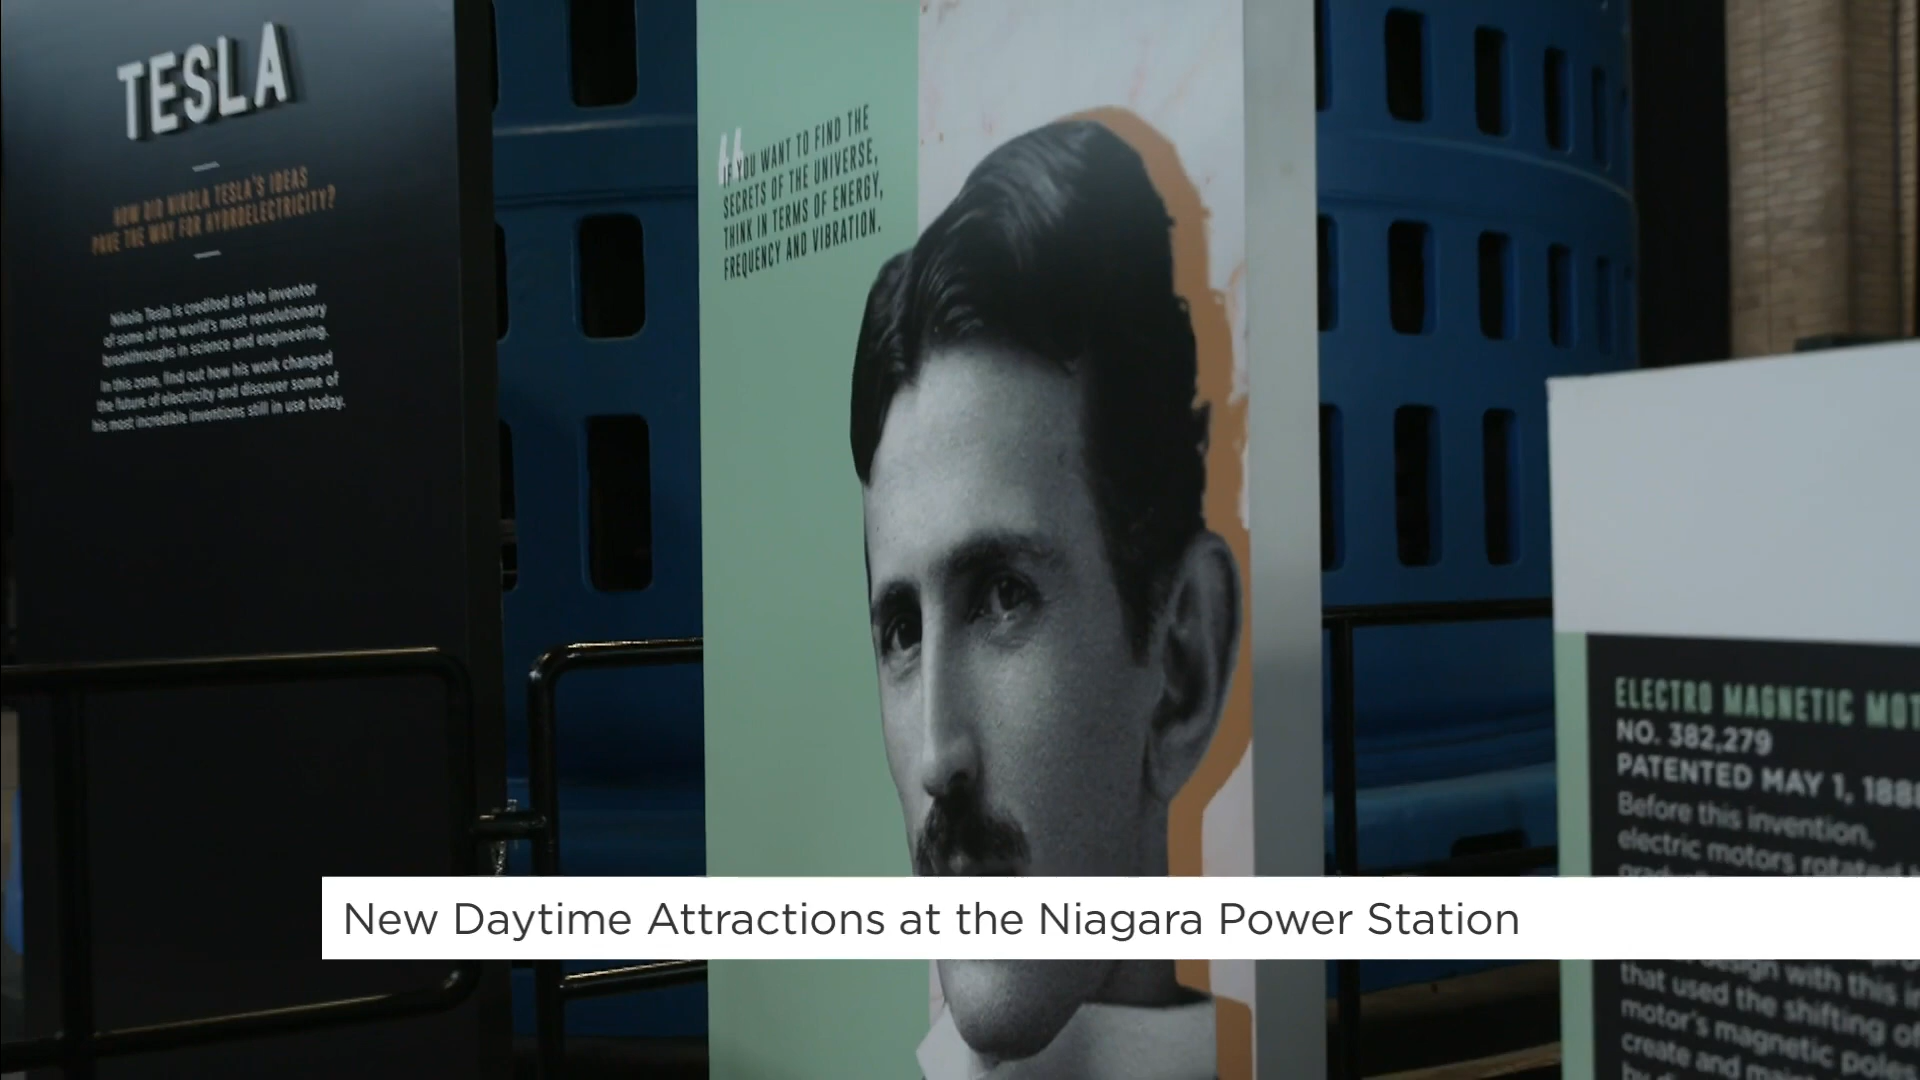 TESLA
HOW DID NIKOLA TESLA'S IDEAS
PAVE THE WAY FOR HYDROELECTRICITY?
Nikola Tesla is credited as the inventor
of some of the world's most revolutionary
breakthroughs in science and engineering.
In this zone, find out how his work changed
the future of electricity and discover some of
his most incredible inventions still in use today.
“IF YOU WANT TO FIND THE
SECRETS OF THE UNIVERSE,
THINK IN TERMS OF ENERGY,
FREQUENCY AND VIBRATION.
ELECTRO MAGNETIC MOT
NO. 382,279
PATENTED MAY 1, 188
Before this invention,
electric motors rotated
design with this
that used the shifting of
motor's magnetic poles
create and
New Daytime Attractions at the Niagara Power Station